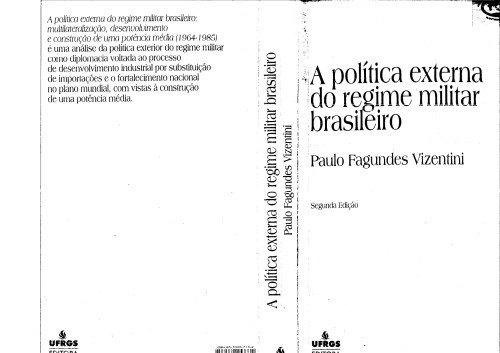 A política externa do regime militar brasileiro:
multilateralização, desenvolvimento
e construção de uma potência média (1964-1985)
é uma análise da política exterior do regime militar
como diplomacia voltada ao processo
de desenvolvimento industrial por substituição
de importações e o fortalecimento nacional
no plano mundial, com vistas à construção
de uma potência média.
UFRGS
EDITORA
A política externa do regime militar brasileiro
Paulo Fagundes Vizentini
A política externa
do regime militar
brasileiro
Paulo Fagundes Vizentini
Segunda Edição
UFRGS
EDITORA